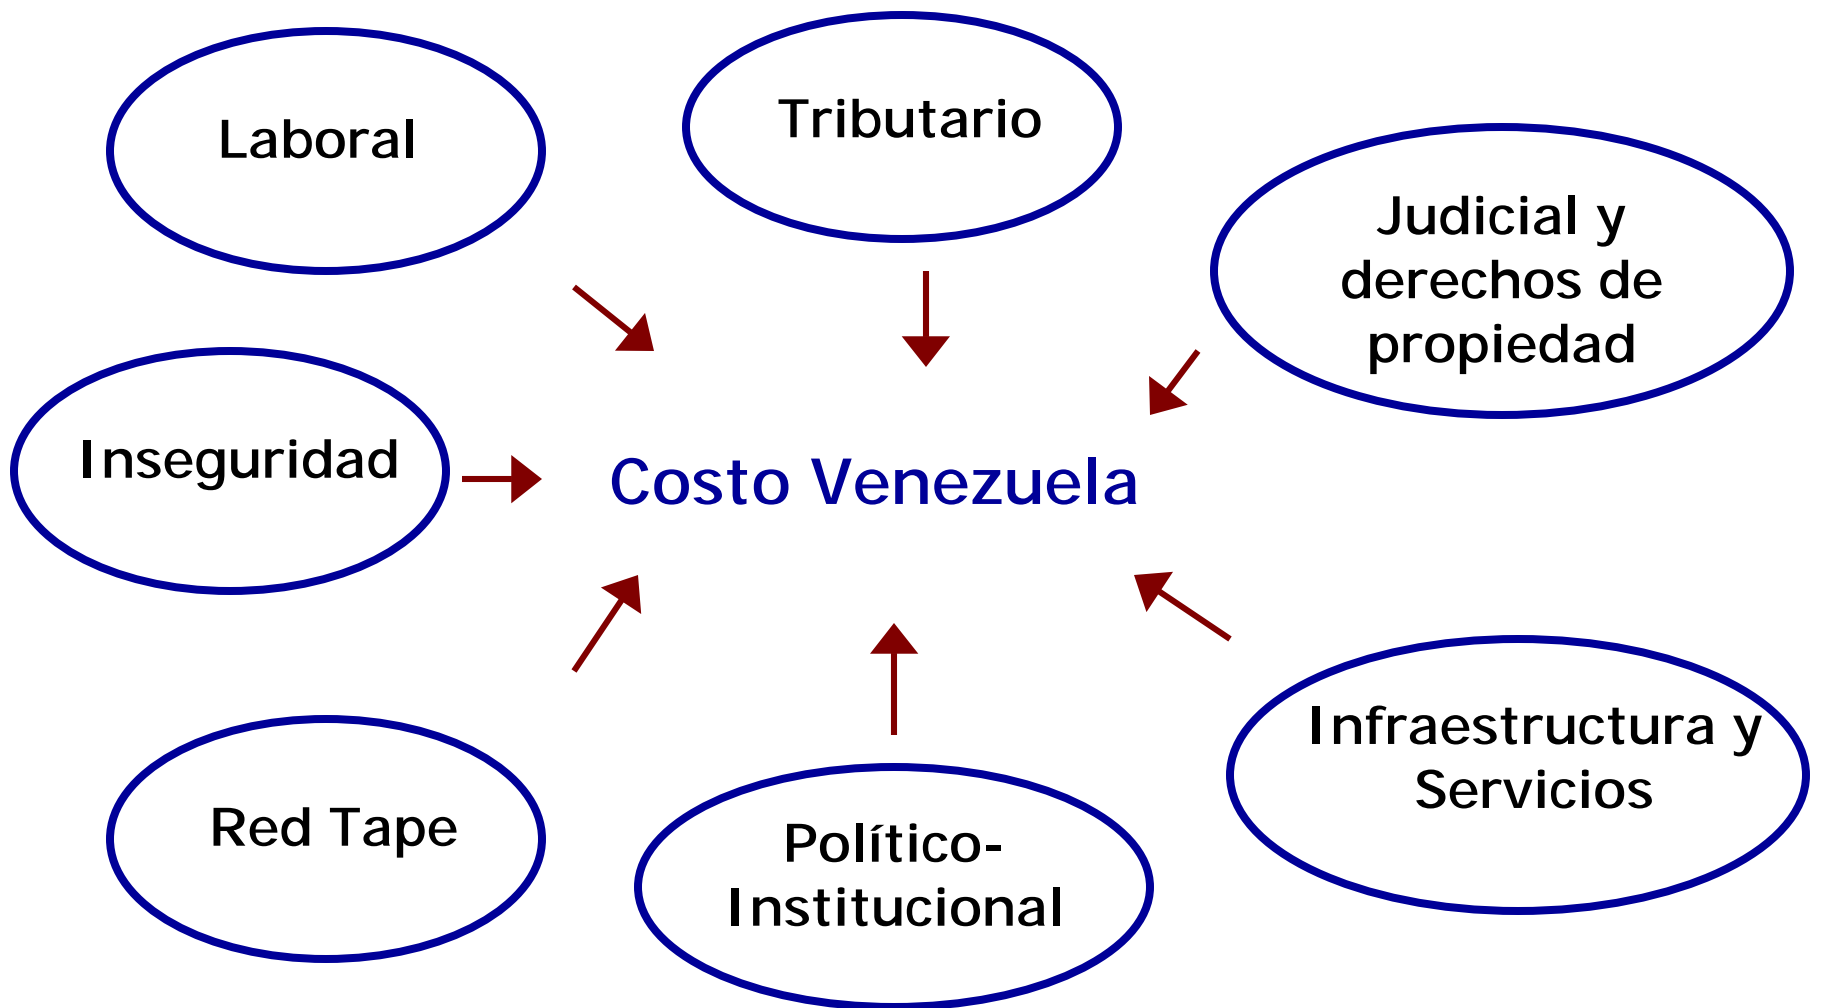 Laboral
Tributario
Judicial y
derechos de
propiedad
Inseguridad
Costo Venezuela
Red Tape
Político-
Institucional
Infraestructura y
Servicios